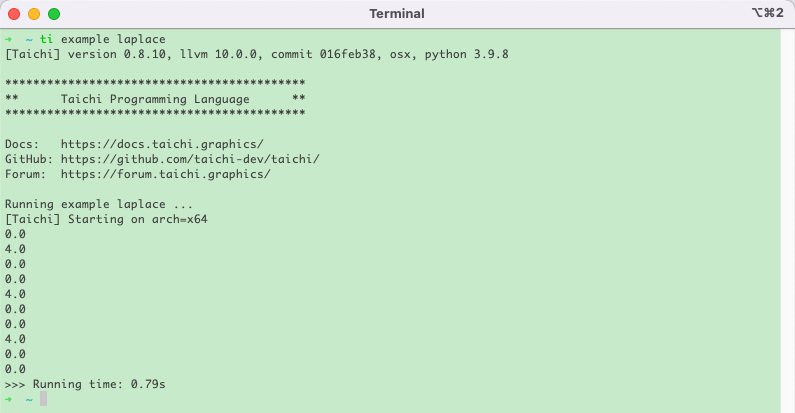 Terminal
⌥⌘2
➜  ~ ti example laplace
[Taichi] version 0.8.10, llvm 10.0.0, commit 016feb38, osx, python 3.9.8
*******************************************
**      Taichi Programming Language      **
*******************************************
Docs:   https://docs.taichi.graphics/
GitHub: https://github.com/taichi-dev/taichi/
Forum:  https://forum.taichi.graphics/
Running example laplace ...
[Taichi] Starting on arch=x64
0.0
4.0
0.0
0.0
4.0
0.0
0.0
4.0
0.0
0.0
>>> Running time: 0.79s
➜  ~